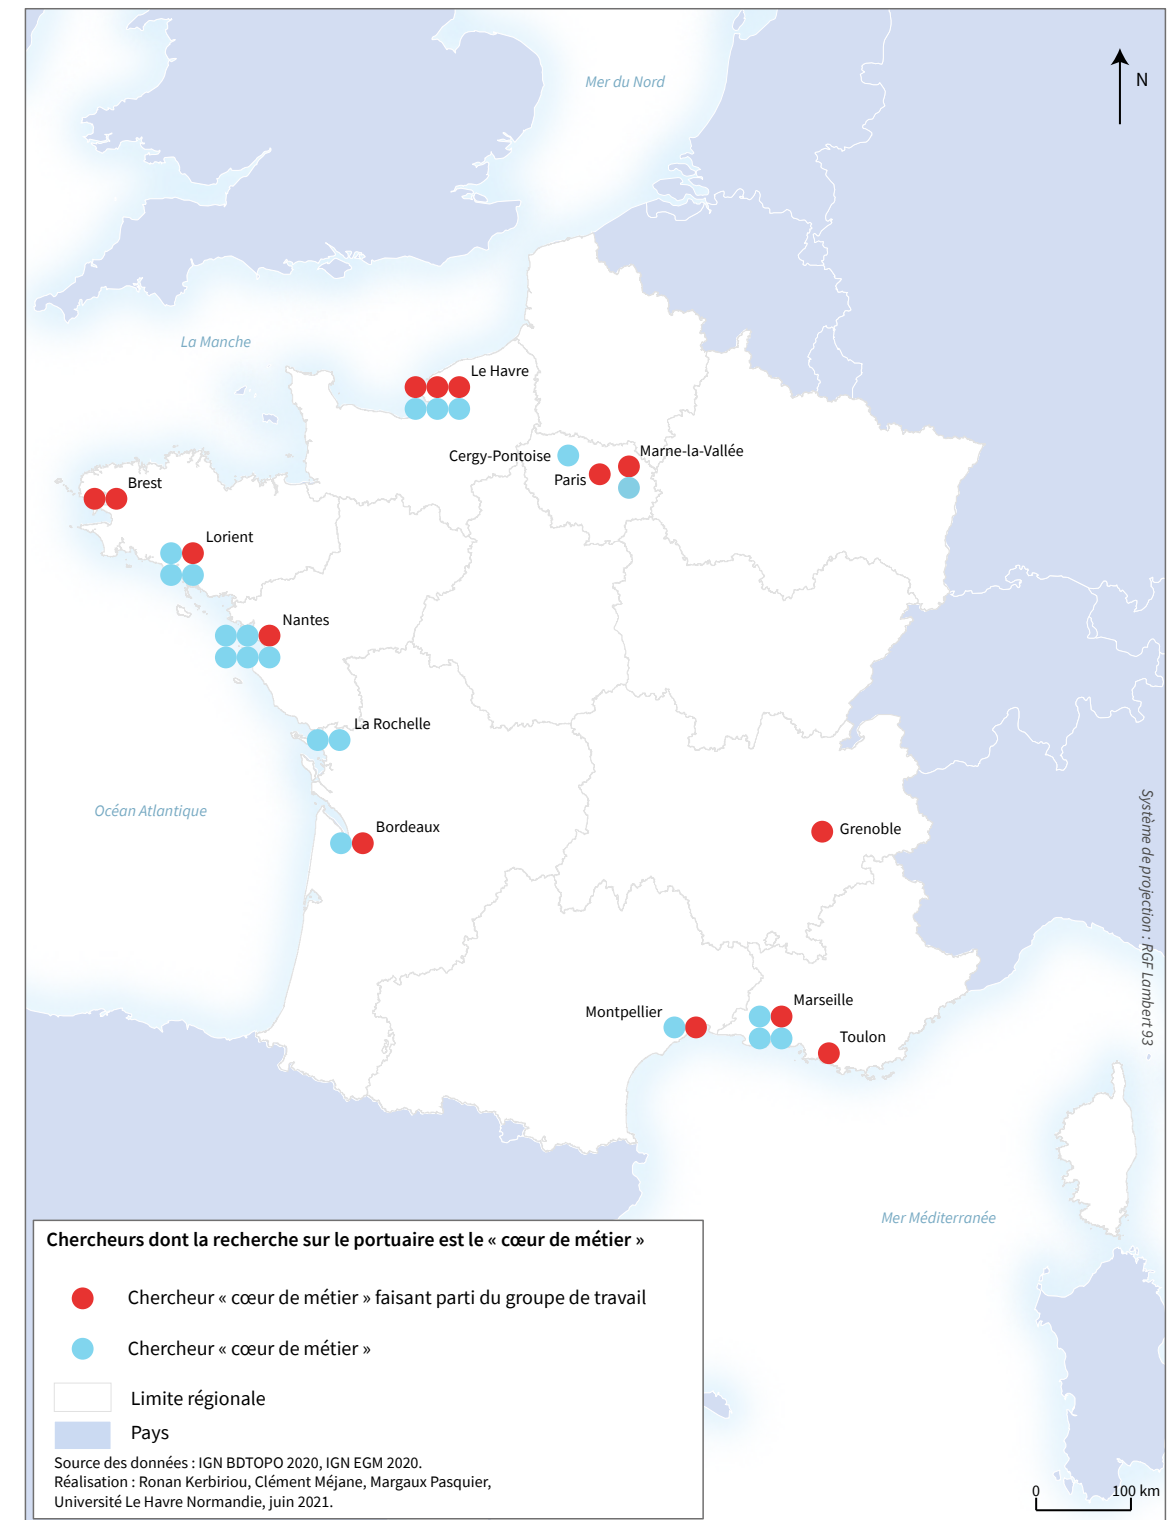 Mer du Nord
N
La Manche
Le Havre
Cergy-Pontoise
Marne-la-Vallée
Paris
Brest
Lorient
Nantes
La Rochelle
Océan Atlantique
Bordeaux
Grenoble
Système de projection : RGF Lambert 93 -
Marseille
Montpellier
Toulon
Mer Méditerranée
Chercheurs dont la recherche sur le portuaire est le « cœur de métier »
Chercheur « cœur de métier » faisant parti du groupe de travail
Chercheur « cœur de métier »
Limite régionale
Pays
Source des données : IGN BDTOPO 2020, IGN EGM 2020.
Réalisation : Ronan Kerbiriou, Clément Méjane, Margaux Pasquier,
Université Le Havre Normandie, juin 2021.
0 100 km